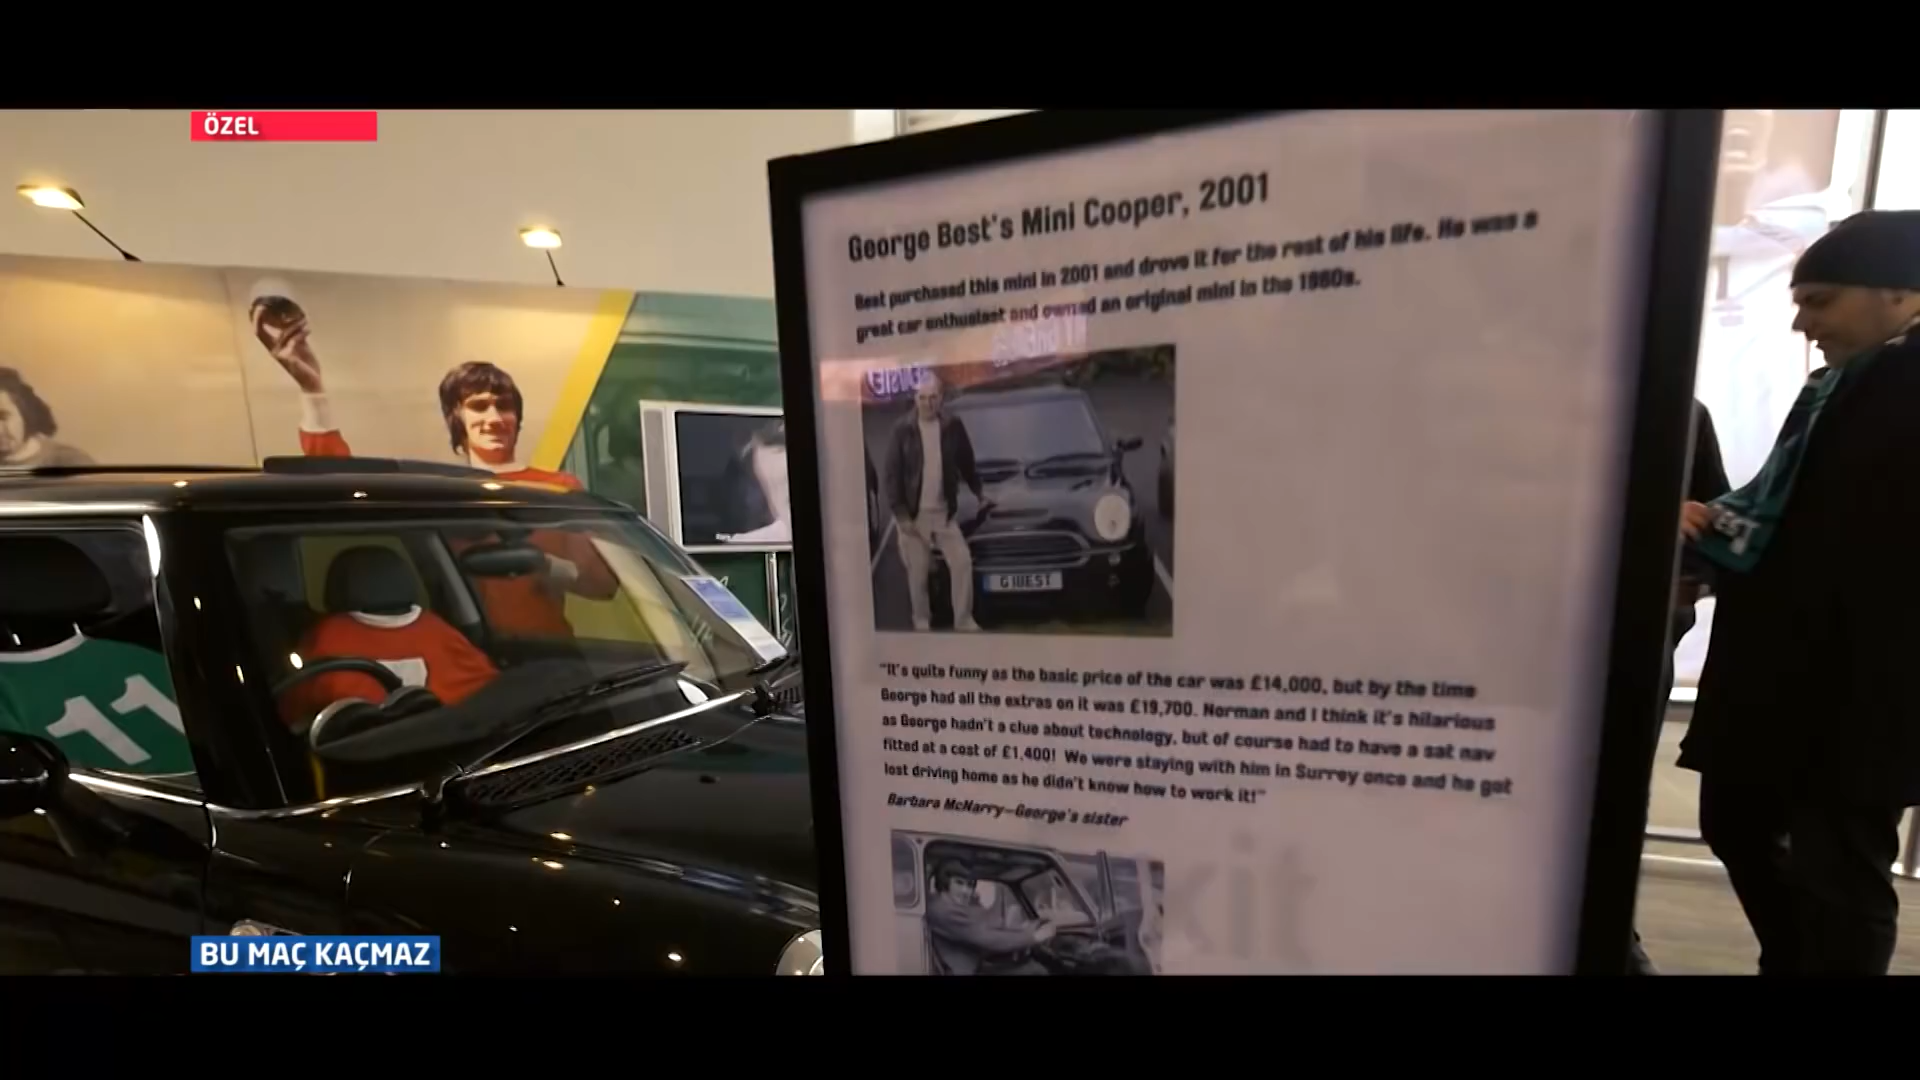 ÖZEL
George Best's Mini Cooper, 2001
Best purchased this mini in 2001 and drove it for the rest of his life. He was a
great car enthusiast and owned an original mini in the 1960s.
"It's quite funny as the basic price of the car was £14,000, but by the time
George had all the extras on it was £19,700. Norman and I think it's hilarious
as George hadn't a clue about technology, but of course had to have a sat nav
fitted at a cost of £1,400! We were staying with him in Surrey once and he got
lost driving home as he didn't know how to work it!"
Barbara McNarry–George's sister
11
kit
BU MAÇ KAÇMAZ